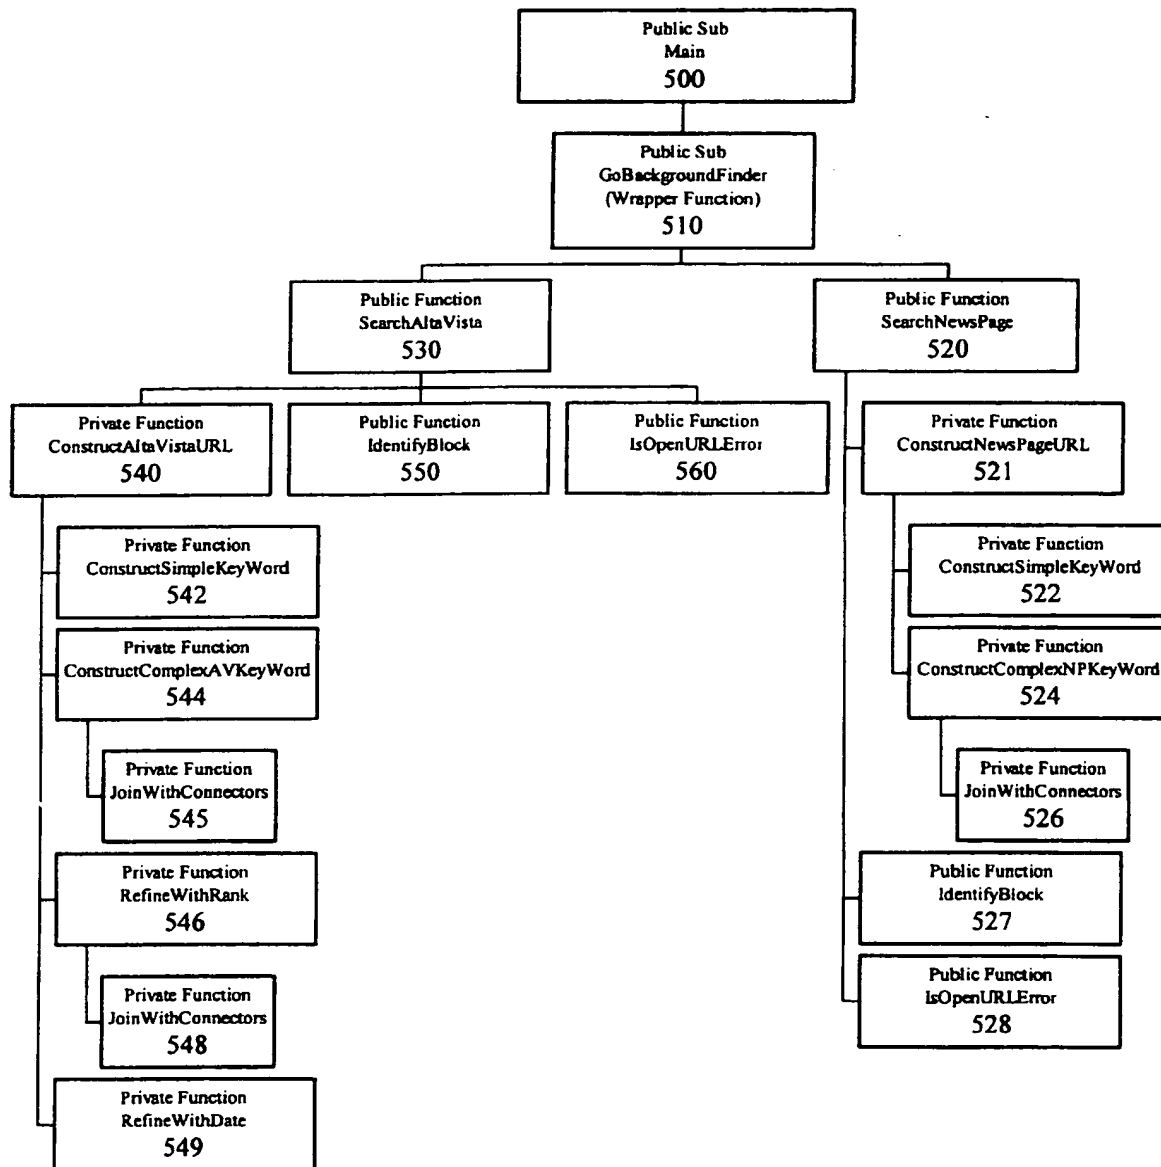 Public Sub
Main
500
Public Sub
GoBackgroundFinder
(Wrapper Function)
510
Public Function
SearchAltaVista
530
Public Function
SearchNewsPage
520
Private Function
ConstructAltaVistaURL
540
Public Function
IdentifyBlock
550
Public Function
IsOpenURLError
560
Private Function
ConstructNewsPageURL
521
Private Function
ConstructSimpleKeyWord
542
Private Function
ConstructSimpleKeyWord
522
Private Function
ConstructComplexAVKeyWord
544
Private Function
ConstructComplexNPKeyWord
524
Private Function
JoinWithConnectors
545
Private Function
JoinWithConnectors
526
Private Function
RefineWithRank
546
Public Function
IdentifyBlock
527
Private Function
JoinWithConnectors
548
Public Function
IsOpenURLError
528
Private Function
RefineWithDate
549